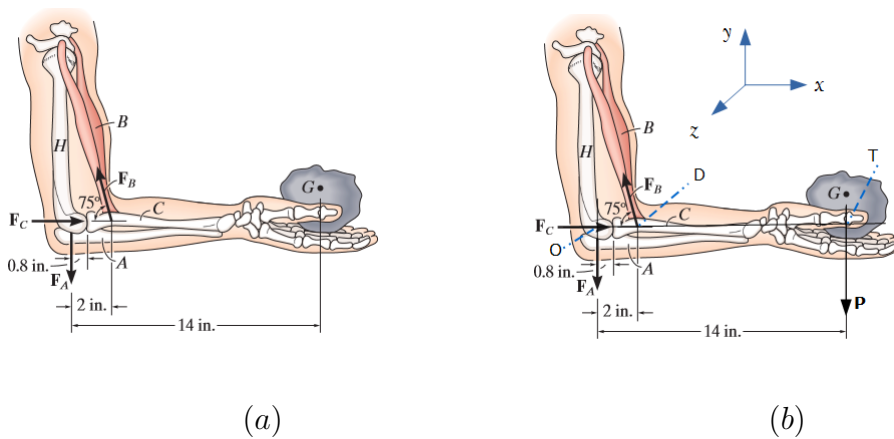 B
H
F_B
G
75°
F_C
C
0.8 in.
A
F_A
2 in.
14 in.
(a)
y
x
z
B
T
H
D
F_B
G
75°
F_C
C
O
0.8 in.
A
F_A
P
2 in.
14 in.
(b)